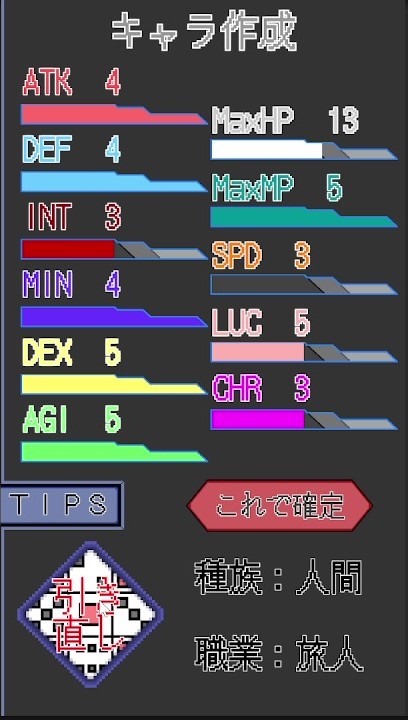 キャラ作成
ATK 4
DEF 4
INT 3
MIN 4
DEX 5
AGI 5
MaxHP 13
MaxMP 5
SPD 3
LUC 5
CHR 3
TIPS
これで確定
引き
直し
種族：人間
職業：旅人